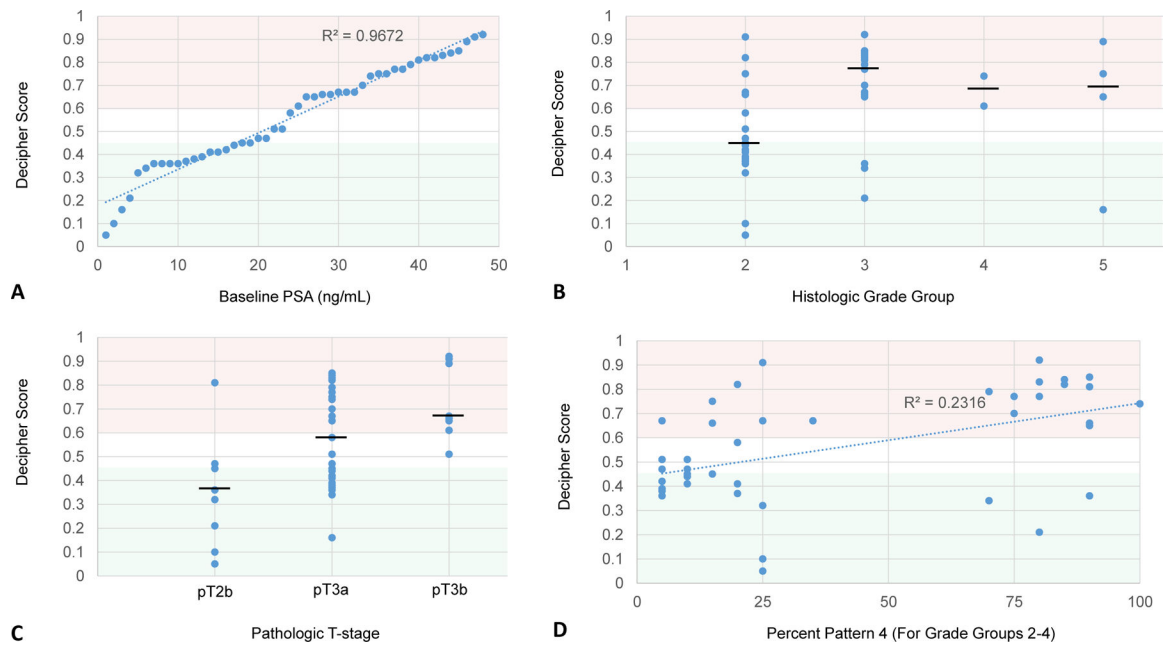 1
0.9
0.8
0.7
0.6
0.5
0.4
0.3
0.2
0.1
0
Decipher Score
R² = 0.9672
0 10 20 30 40 50
Baseline PSA (ng/mL)
A
1
0.9
0.8
0.7
0.6
0.5
0.4
0.3
0.2
0.1
0
Decipher Score
1 2 3 4 5
Histologic Grade Group
B
1
0.9
0.8
0.7
0.6
0.5
0.4
0.3
0.2
0.1
0
Decipher Score
pT2b pT3a pT3b
Pathologic T-stage
C
1
0.9
0.8
0.7
0.6
0.5
0.4
0.3
0.2
0.1
0
Decipher Score
R² = 0.2316
0 25 50 75 100
Percent Pattern 4 (For Grade Groups 2-4)
D